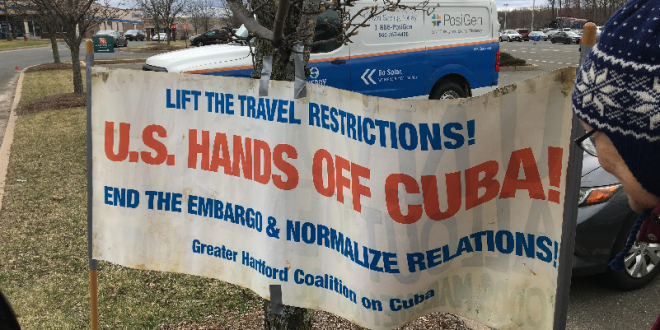 PosiGen
Go Solar.
LIFT THE TRAVEL RESTRICTIONS!
U.S. HANDS OFF CUBA!
END THE EMBARGO & NORMALIZE RELATIONS!
Greater Hartford Coalition on Cuba